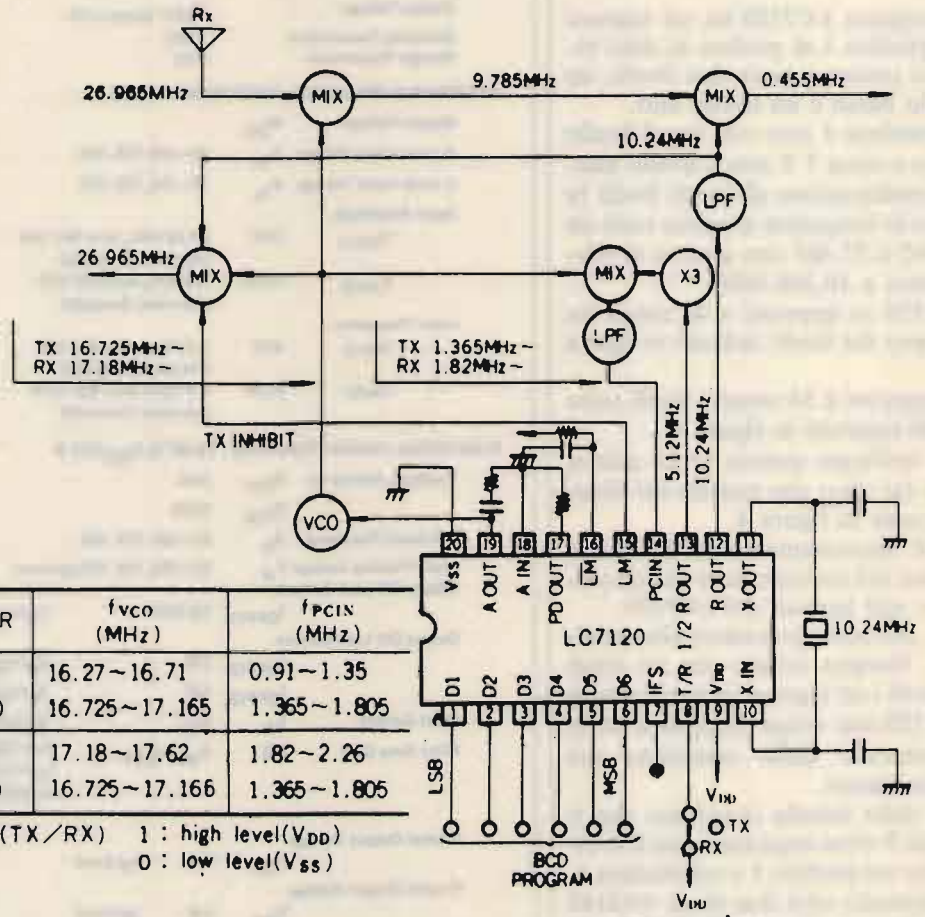 Rx
26.965MHz
MIX
9.785MHz
MIX
0.455MHz
10.24MHz
LPF
26.965MHz
MIX
MIX
X3
LPF
TX 16.725MHz~
RX 17.18MHz~
TX 1.365MHz~
RX 1.82MHz~
TX INHIBIT
5.12MHz
10.24MHz
VCO
20 19 18 17 16 15 14 13 12 11
VSS A OUT A IN PD OUT LM LM PCIN 1/2 R OUT R OUT X OUT
LC7120
10.24MHz
D1 D2 D3 D4 D5 D6 IFS T/R VDD X IN
1 2 3 4 5 6 7 8 9 10
LSB
MSB
BCD
PROGRAM
VDD
TX
RX
VDD
R fVCO (MHz) fPCIN (MHz)
16.27~16.71 0.91~1.35
16.725~17.165 1.365~1.805
17.18~17.62 1.82~2.26
16.725~17.166 1.365~1.805
(TX/RX) 1 : high level(VDD)
0 : low level(VSS)